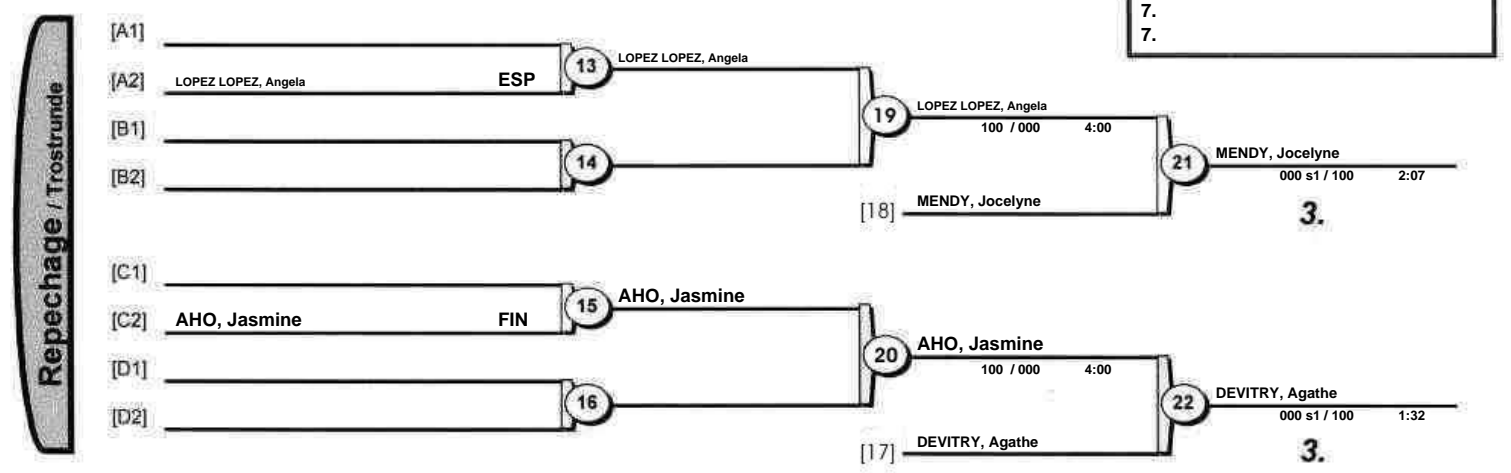 7.
7.
Repechage / Trostrunde
[A1]
[A2] LOPEZ LOPEZ, Angela ESP
13 LOPEZ LOPEZ, Angela
[B1]
[B2]
14
19 LOPEZ LOPEZ, Angela
100 / 000 4:00
[18] MENDY, Jocelyne
21 MENDY, Jocelyne
000 s1 / 100 2:07
3.
[C1]
[C2] AHO, Jasmine FIN
15 AHO, Jasmine
[D1]
[D2]
16
20 AHO, Jasmine
100 / 000 4:00
[17] DEVITRY, Agathe
22 DEVITRY, Agathe
000 s1 / 100 1:32
3.